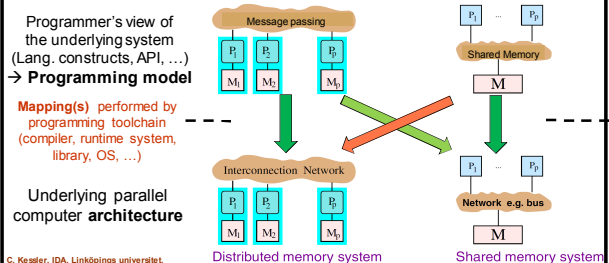 Programmer's view of
the underlying system
(Lang. constructs, API, …)
→ Programming model
Message passing
P1
P2
Pp
M1
M2
Mp
P1
...
Pp
Shared Memory
M
Mapping(s) performed by
programming toolchain
(compiler, runtime system,
library, OS, …)
Underlying parallel
computer architecture
Interconnection Network
P1
P2
Pp
M1
M2
Mp
P1
...
Pp
Network e.g. bus
M
C. Kessler, IDA, Linköpings universitet.
Distributed memory system
Shared memory system